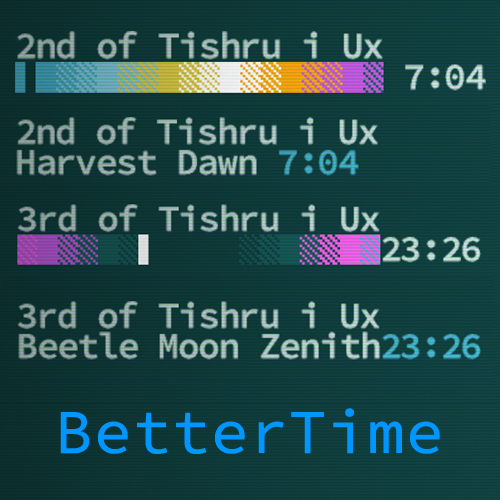 2nd of Tishru i Ux
7:04
2nd of Tishru i Ux
Harvest Dawn 7:04
3rd of Tishru i Ux
23:26
3rd of Tishru i Ux
Beetle Moon Zenith23:26
BetterTime